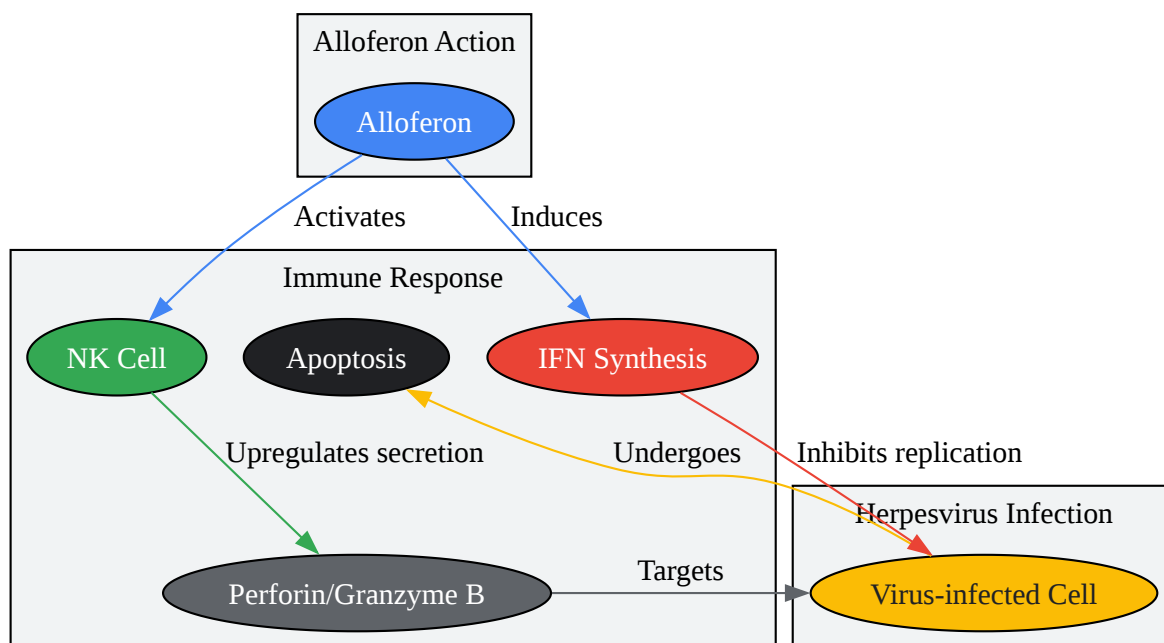 Alloferon Action
Alloferon
Activates
Induces
Immune Response
NK Cell
Apoptosis
IFN Synthesis
Upregulates secretion
Undergoes
Inhibits replication
Herpesvirus Infection
Perforin/Granzyme B
Targets
Virus-infected Cell